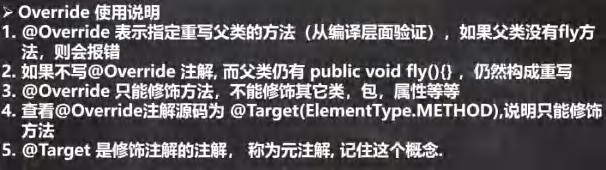 ➢ Override 使用说明
1. @Override 表示指定重写父类的方法（从编译层面验证），如果父类没有fly方
法，则会报错
2. 如果不写@Override 注解, 而父类仍有 public void fly(){} ，仍然构成重写
3. @Override 只能修饰方法，不能修饰其它类，包，属性等等
4. 查看@Override注解源码为 @Target(ElementType.METHOD),说明只能修饰
方法
5. @Target 是修饰注解的注解， 称为元注解, 记住这个概念.